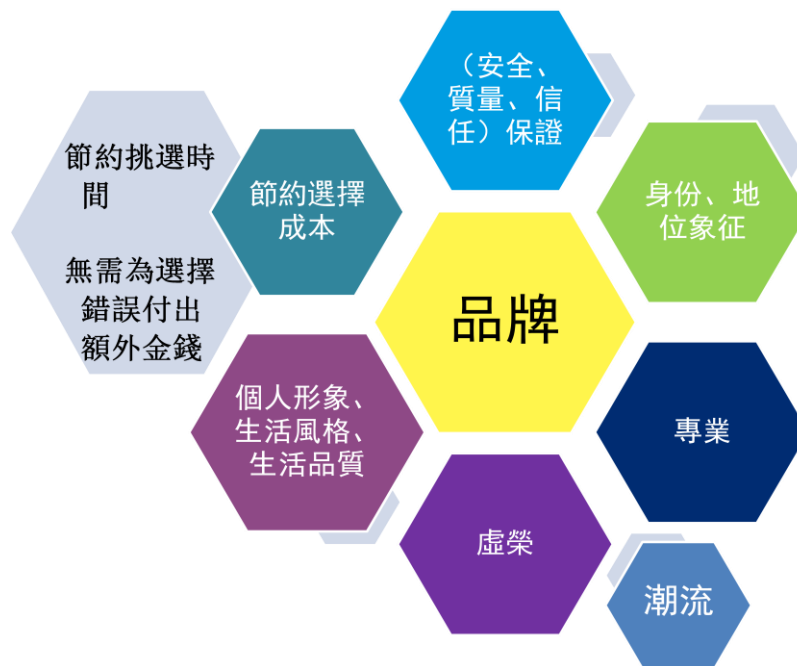 （安全、
質量、信
任）保證
節約挑選時
間
無需為選擇
錯誤付出
額外金錢
節約選擇
成本
身份、地
位象征
品牌
個人形象、
生活風格、
生活品質
專業
虛榮
潮流